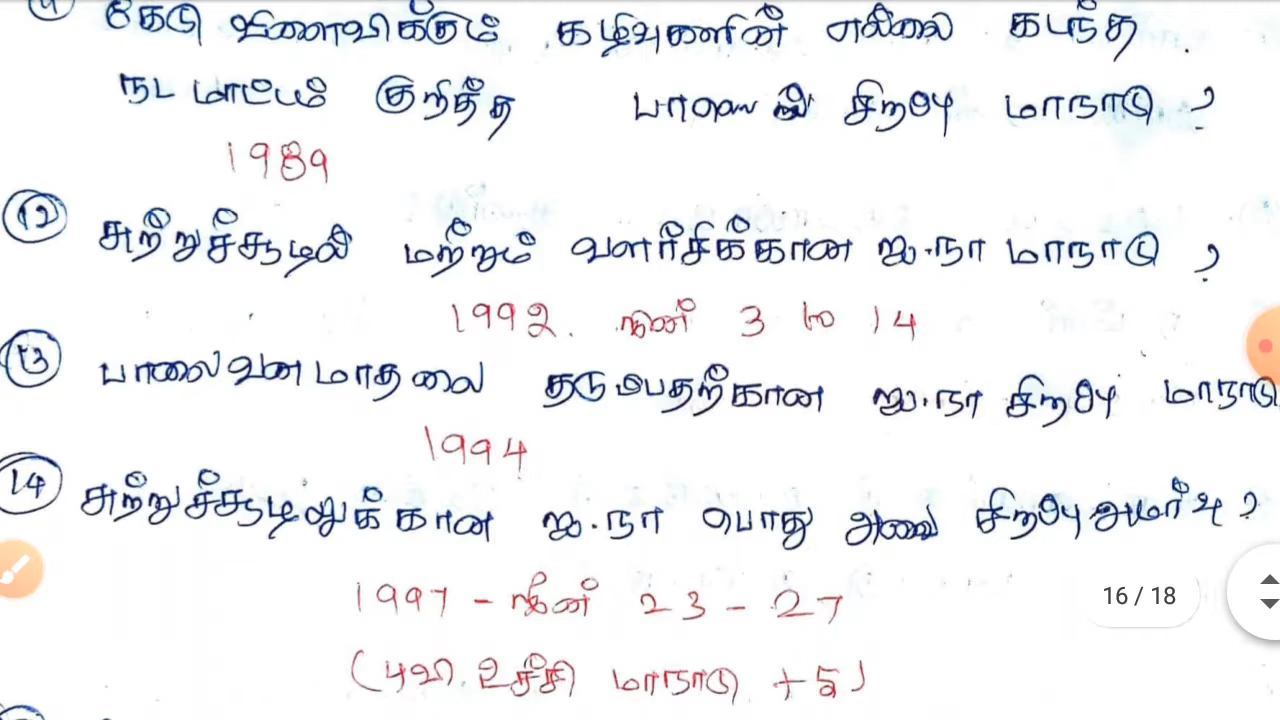 கேடு விளைவிக்கும் கழிவுகளின் எல்லை கடந்த
நடமாட்டம் குறித்த சிறப்பு மாநாடு ?
1989
12 சுற்றுச்சூழல் மற்றும் வளர்சிக்கான ஐ.நா மாநாடு ?
1992. ஜீன் 3 to 14
13 பாலைவனமாதலை தடுப்பதற்கான ஐ.நா சிறப்பு மாநாடு
1994
14 சுற்றுச்சூழலுக்கான ஐ.நா பொது அவை சிறப்பு அமர்வு ?
1997 - ஜீன் 23 - 27
(புவி உச்சி மாநாடு +5)
16 / 18